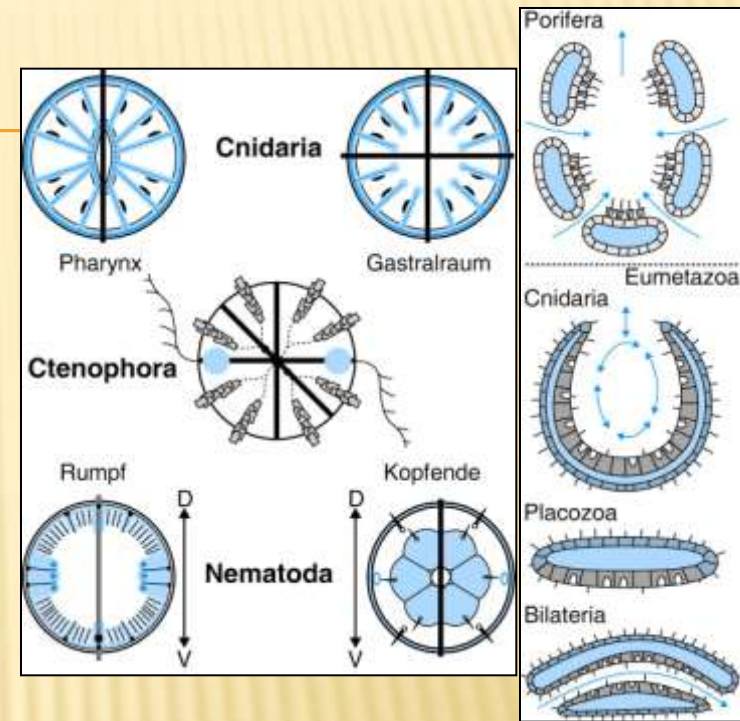 Cnidaria
Pharynx
Gastralraum
Ctenophora
Rumpf
Kopfende
D
D
Nematoda
V
V
Porifera
Eumetazoa
Cnidaria
Placozoa
Bilateria